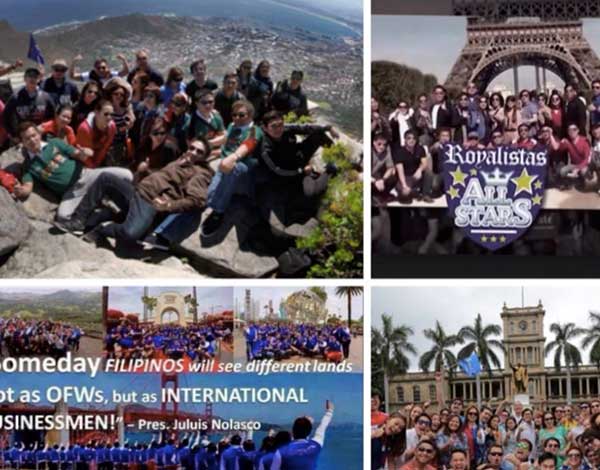 Royalistas
ALL
STARS
Someday FILIPINOS will see different lands
ot as OFWs, but as INTERNATIONAL
USINESSMEN!” – Pres. Juluis Nolasco